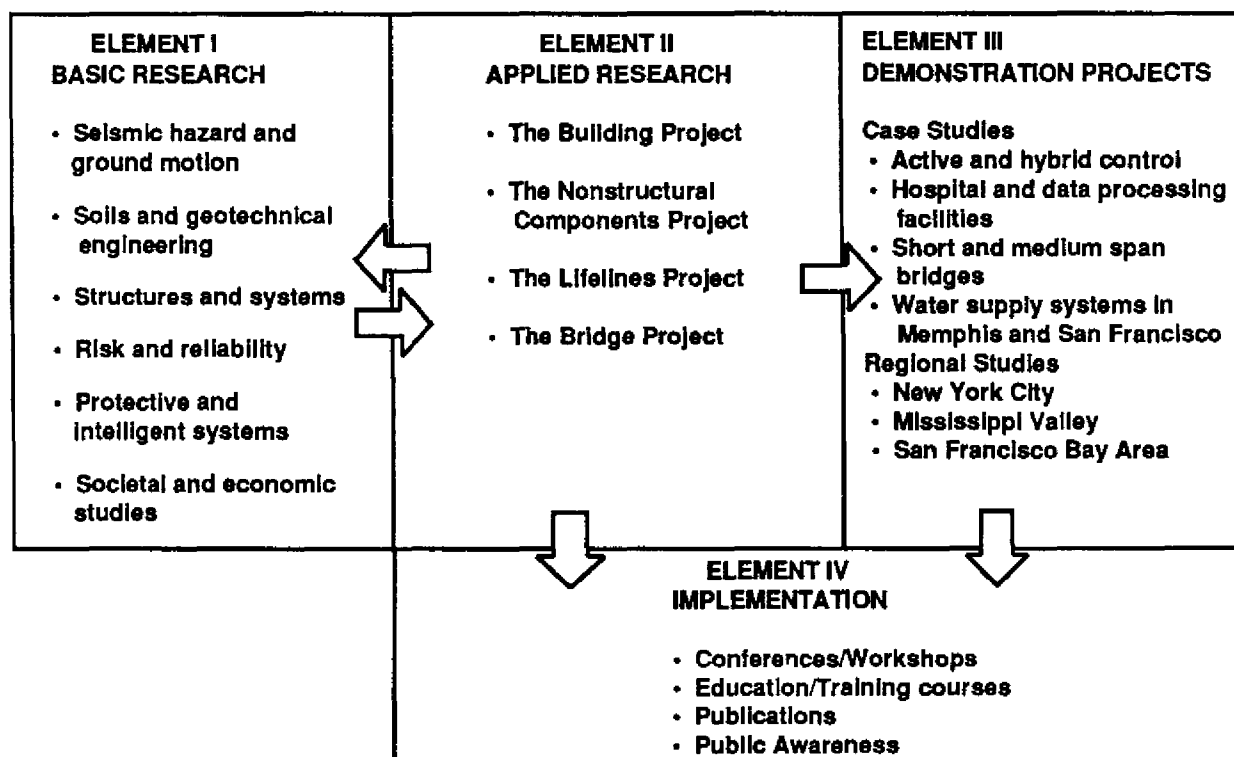 ELEMENT I
BASIC RESEARCH
• Seismic hazard and
ground motion
• Soils and geotechnical
engineering
• Structures and systems
• Risk and reliability
• Protective and
intelligent systems
• Societal and economic
studies
ELEMENT II
APPLIED RESEARCH
• The Building Project
• The Nonstructural
Components Project
• The Lifelines Project
• The Bridge Project
ELEMENT III
DEMONSTRATION PROJECTS
Case Studies
• Active and hybrid control
• Hospital and data processing
facilities
• Short and medium span
bridges
• Water supply systems in
Memphis and San Francisco
Regional Studies
• New York City
• Mississippi Valley
• San Francisco Bay Area
ELEMENT IV
IMPLEMENTATION
• Conferences/Workshops
• Education/Training courses
• Publications
• Public Awareness